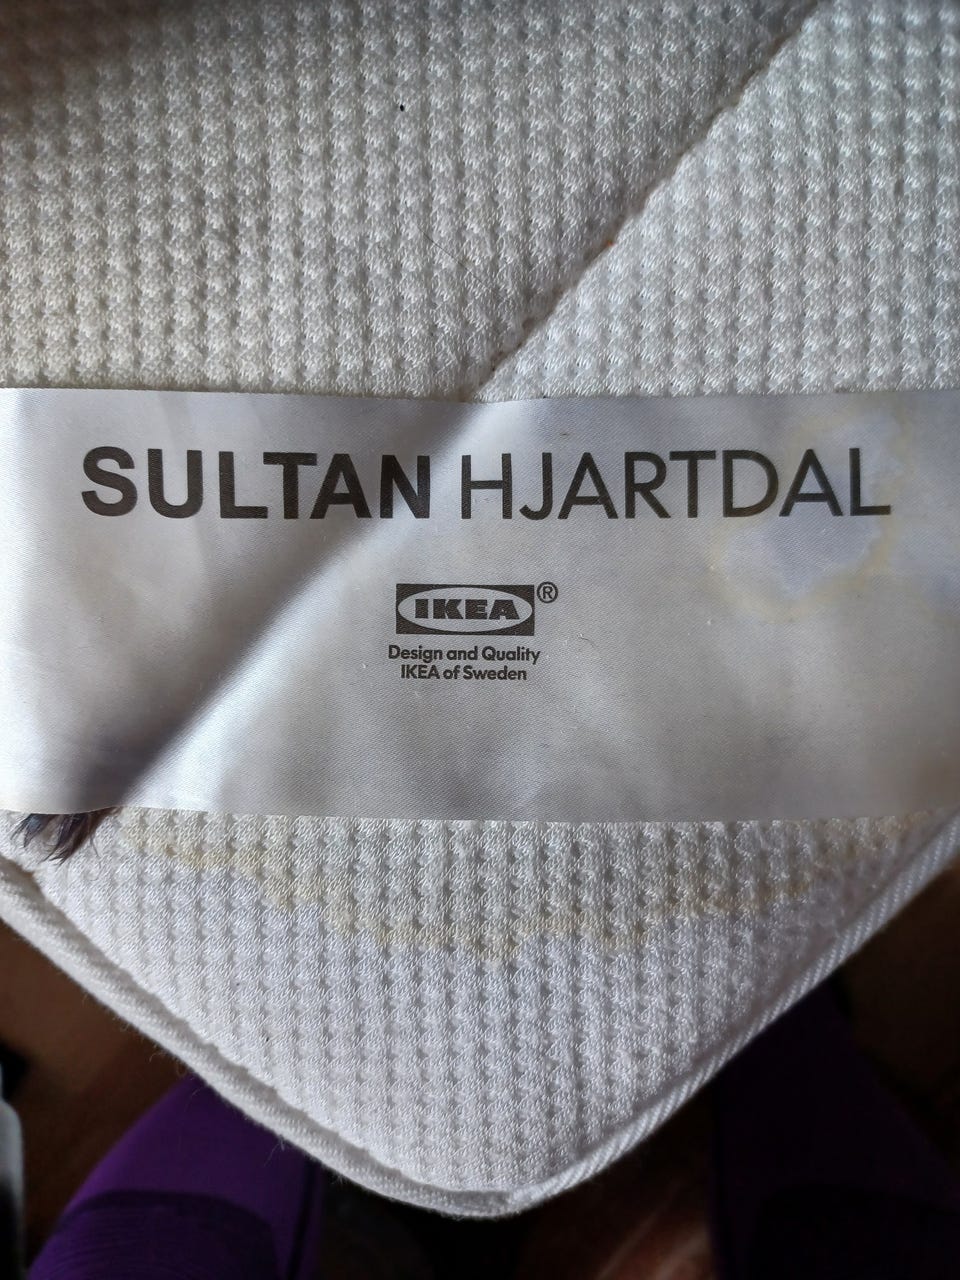 SULTAN HJARTDAL
IKEA®
Design and Quality
IKEA of Sweden